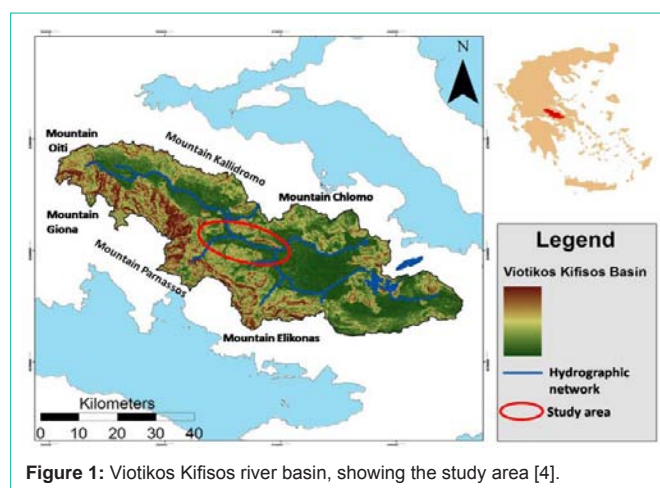 N
Mountain
Oiti
Mountain Kallidromo
Mountain Chlomo
Mountain
Giona
Mountain Parnassos
Mountain Elikonas
Kilometers
0 10 20 30 40
Legend
Viotikos Kifisos Basin
Hydrographic
network
Study area
Figure 1: Viotikos Kifisos river basin, showing the study area [4].